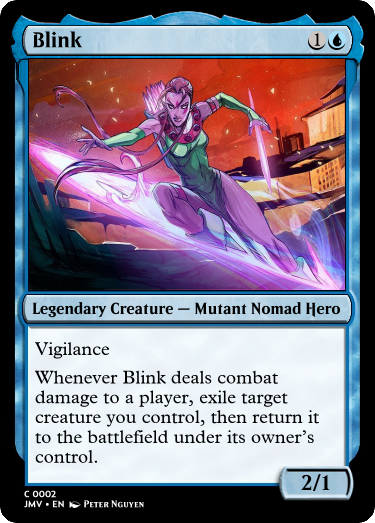 Blink 1
Legendary Creature — Mutant Nomad Hero
Vigilance
Whenever Blink deals combat
damage to a player, exile target
creature you control, then return it
to the battlefield under its owner's
control.
2/1
C 0002
JMV • EN Peter Nguyen